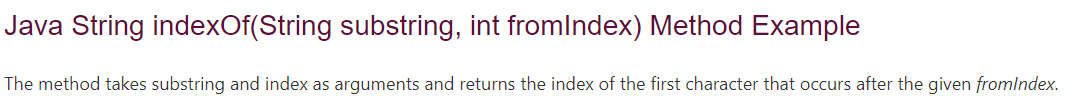 Java String indexOf(String substring, int fromIndex) Method Example
The method takes substring and index as arguments and returns the index of the first character that occurs after the given fromIndex.